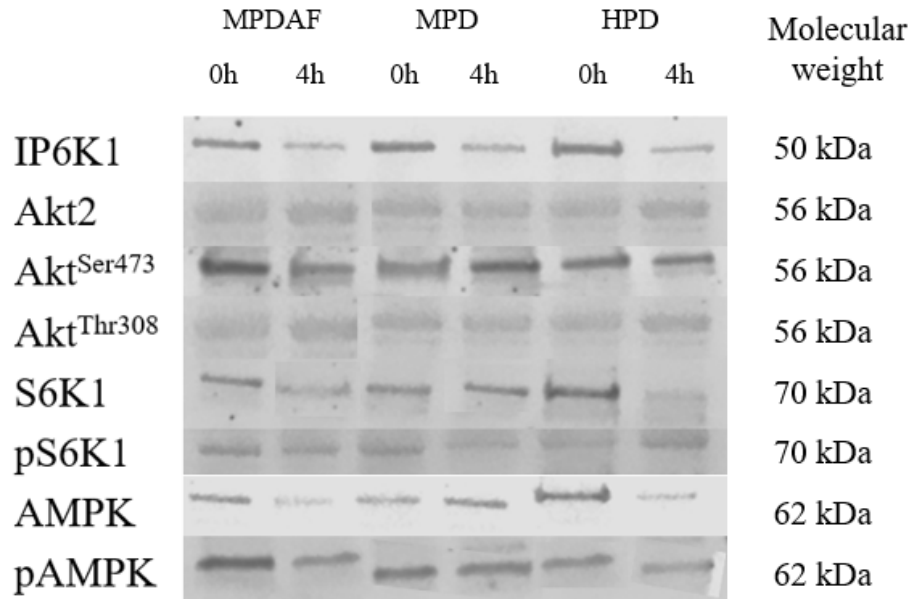 MPDAF MPD HPD Molecular weight
0h 4h 0h 4h 0h 4h
IP6K1 50 kDa
Akt2 56 kDa
AktSer473 56 kDa
AktThr308 56 kDa
S6K1 70 kDa
pS6K1 70 kDa
AMPK 62 kDa
pAMPK 62 kDa